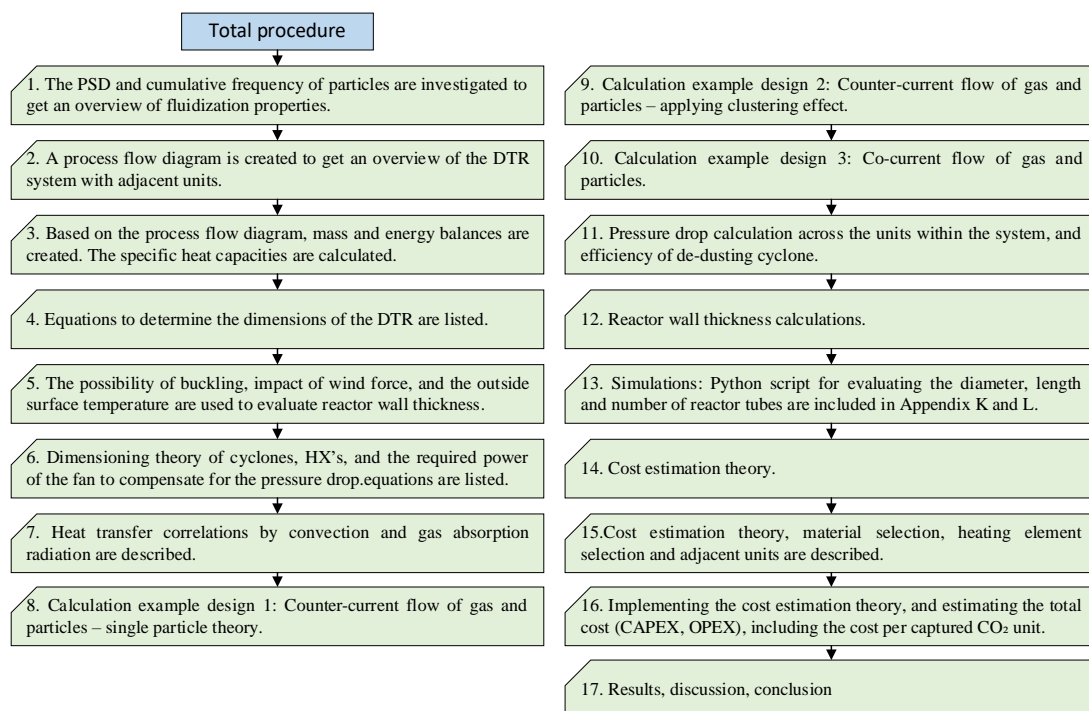 Total procedure
1. The PSD and cumulative frequency of particles are investigated to
get an overview of fluidization properties.
2. A process flow diagram is created to get an overview of the DTR
system with adjacent units.
3. Based on the process flow diagram, mass and energy balances are
created. The specific heat capacities are calculated.
4. Equations to determine the dimensions of the DTR are listed.
5. The possibility of buckling, impact of wind force, and the outside
surface temperature are used to evaluate reactor wall thickness.
6. Dimensioning theory of cyclones, HX's, and the required power
of the fan to compensate for the pressure drop.equations are listed.
7. Heat transfer correlations by convection and gas absorption
radiation are described.
8. Calculation example design 1: Counter-current flow of gas and
particles – single particle theory.
9. Calculation example design 2: Counter-current flow of gas and
particles – applying clustering effect.
10. Calculation example design 3: Co-current flow of gas and
particles.
11. Pressure drop calculation across the units within the system, and
efficiency of de-dusting cyclone.
12. Reactor wall thickness calculations.
13. Simulations: Python script for evaluating the diameter, length
and number of reactor tubes are included in Appendix K and L.
14. Cost estimation theory.
15.Cost estimation theory, material selection, heating element
selection and adjacent units are described.
16. Implementing the cost estimation theory, and estimating the total
cost (CAPEX, OPEX), including the cost per captured CO₂ unit.
17. Results, discussion, conclusion